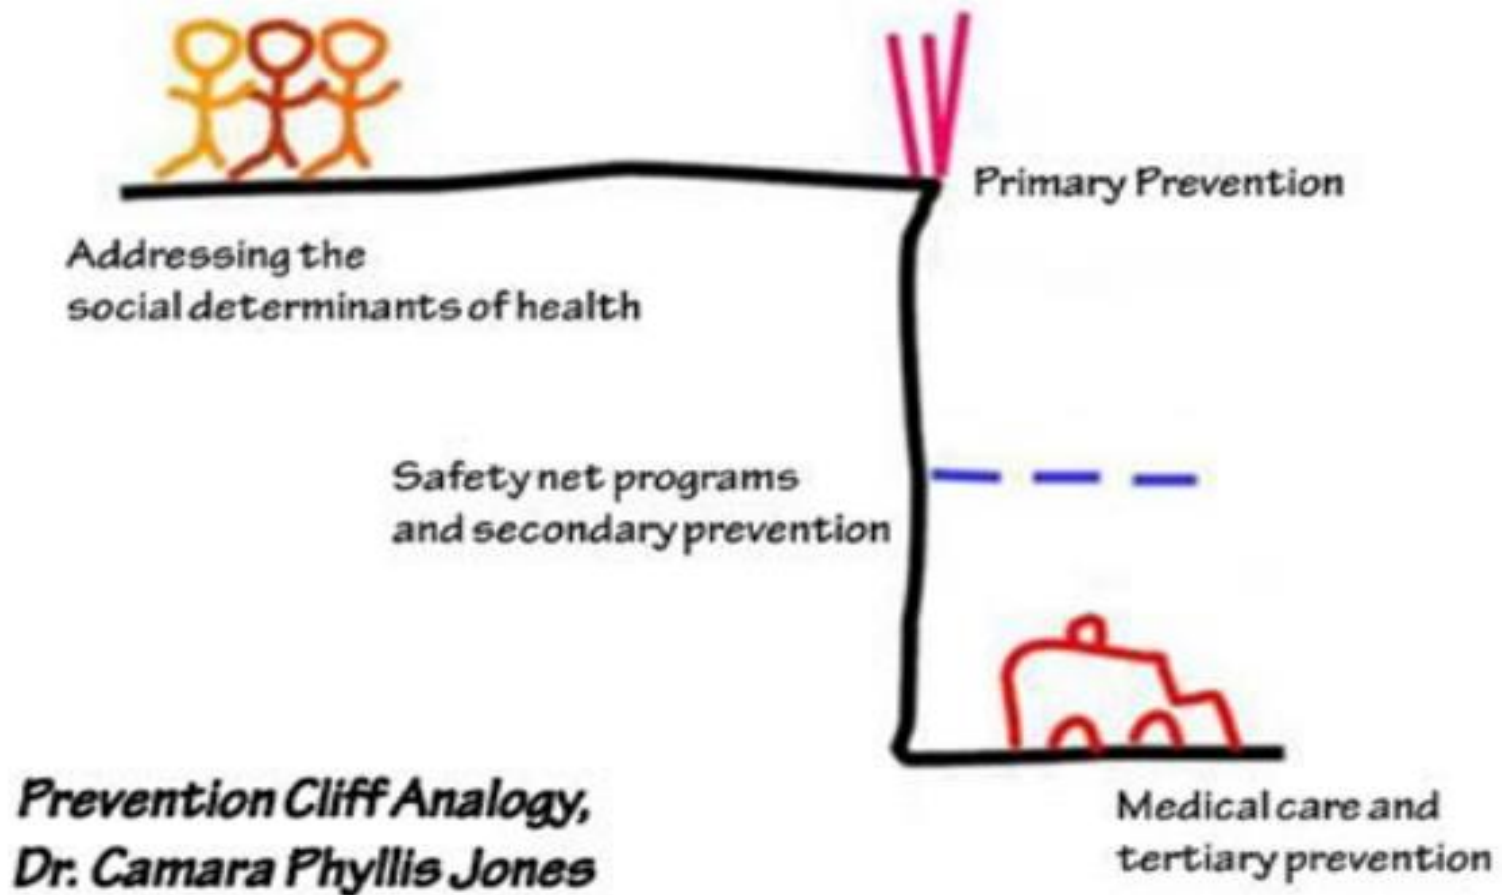 Primary Prevention
Addressing the
social determinants of health
Safety net programs
and secondary prevention
Medical care and
tertiary prevention
Prevention Cliff Analogy,
Dr. Camara Phyllis Jones